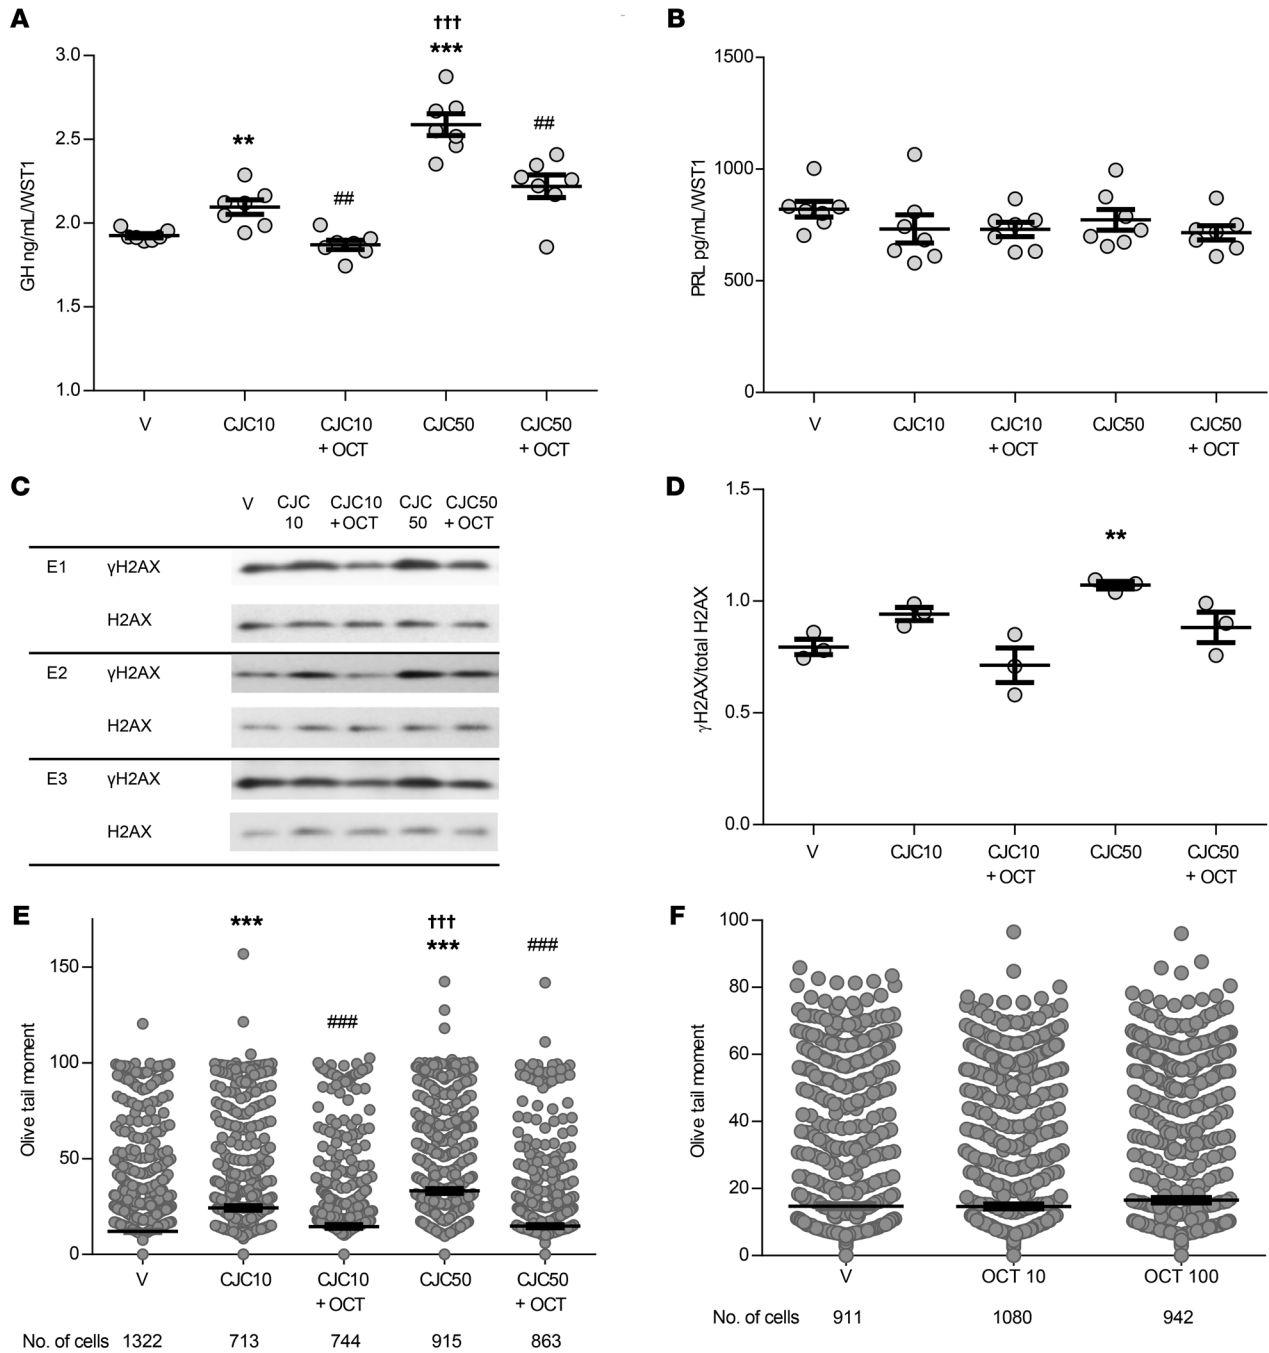 A
GH ng/mL/WST1
3.0
2.5
2.0
1.5
1.0
**
##
†††
***
##
V
CJC10
CJC10
+ OCT
CJC50
CJC50
+ OCT
B
PRL pg/mL/WST1
1500
1000
500
0
V
CJC10
CJC10
+ OCT
CJC50
CJC50
+ OCT
C
V
CJC
10
CJC10
+ OCT
CJC
50
CJC50
+ OCT
E1 γH2AX
H2AX
E2 γH2AX
H2AX
E3 γH2AX
H2AX
D
γH2AX/total H2AX
1.5
1.0
0.5
0.0
**
V
CJC10
CJC10
+ OCT
CJC50
CJC50
+ OCT
E
Olive tail moment
150
100
50
0
***
###
†††
***
###
V
CJC10
CJC10
+ OCT
CJC50
CJC50
+ OCT
No. of cells 1322 713 744 915 863
F
Olive tail moment
100
80
60
40
20
0
V OCT 10 OCT 100
No. of cells 911 1080 942